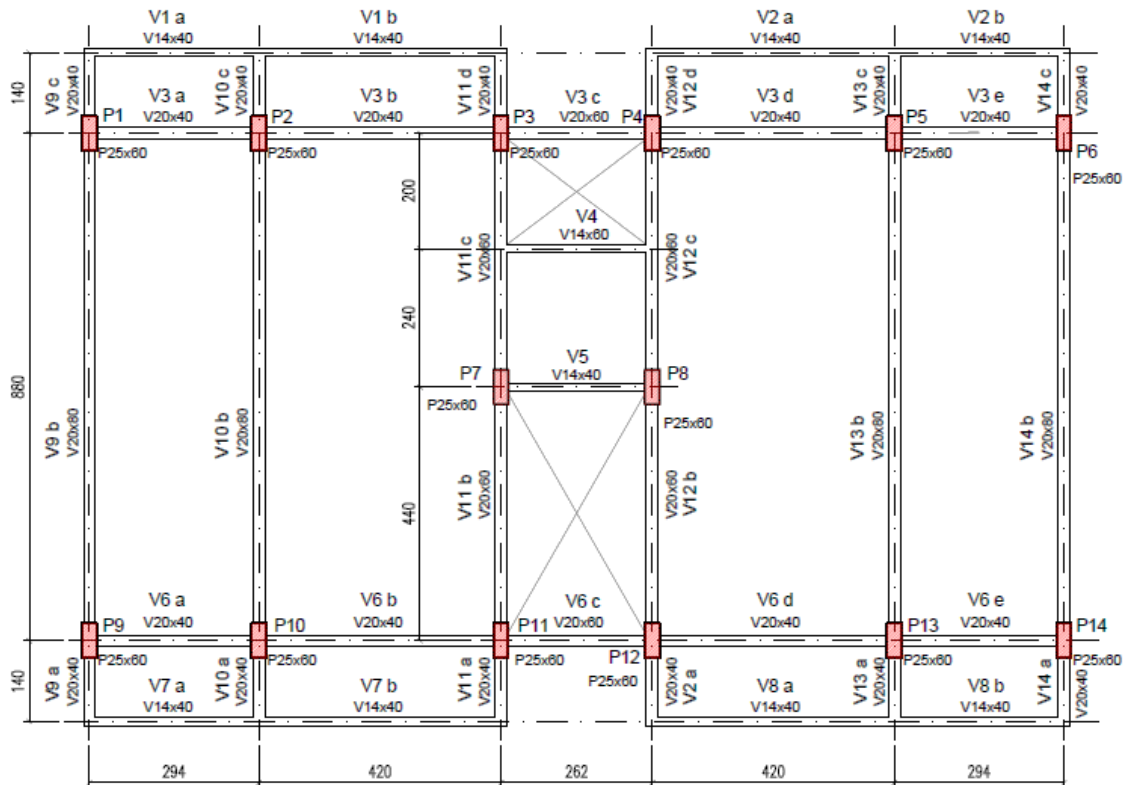 V1 a
V14x40
V1 b
V14x40
V2 a
V14x40
V2 b
V14x40
140
V9 c
V20x40
V3 a
V20x40
V10 c
V20x40
V3 b
V20x40
V11 d
V20x40
V3 c
V20x60
V20x40
V12 d
V3 d
V20x40
V13 c
V20x40
V3 e
V20x40
V14 c
V20x40
P1
P2
P3
P4
P5
P6
P25x60
P25x60
P25x60
P25x60
P25x60
P25x60
200
V4
V14x60
V11 c
V20x60
V20x60
V12 c
240
V5
V14x40
P7
P8
P25x60
P25x60
880
V9 b
V20x80
V10 b
V20x80
V11 b
V20x60
V20x60
V12 b
V13 b
V20x80
V14 b
V20x80
440
V6 a
V20x40
V6 b
V20x40
V6 c
V20x60
V6 d
V20x40
V6 e
V20x40
P9
P10
P11
P12
P13
P14
P25x60
P25x60
P25x60
P25x60
P25x60
P25x60
140
V9 a
V20x40
V7 a
V14x40
V10 a
V20x40
V7 b
V14x40
V11 a
V20x40
V20x40
V2 a
V8 a
V14x40
V13 a
V20x40
V8 b
V14x40
V14 a
V20x40
294
420
262
420
294